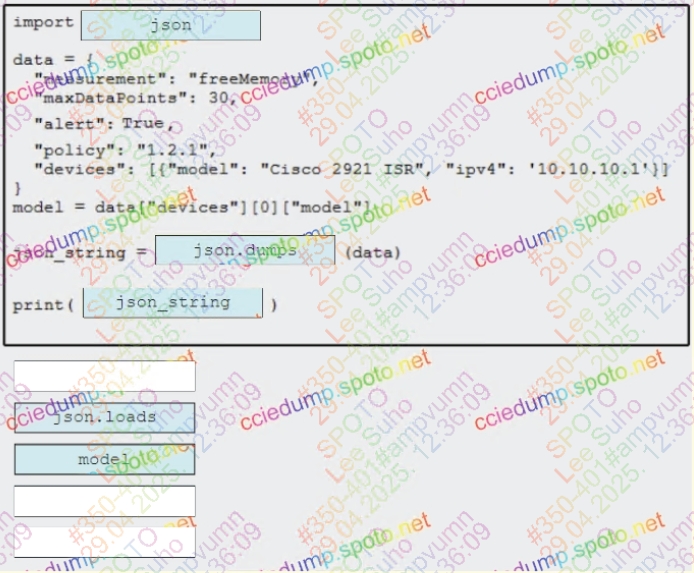 import json
data = {
"measurement": "freeMemory",
"maxDataPoints": 30,
"alert": True,
"policy": "1.2.1",
"devices": [{"model": "Cisco 2921 ISR", "ipv4": '10.10.10.1'}]
}
model = data["devices"][0]["model"]
json_string = json.dumps (data)
print( json_string )
json.loads
model
cciedump.spoto.net
SPOTO
Lee Suho
#350-401#ampvumn
29.04.2025. 12:36:09